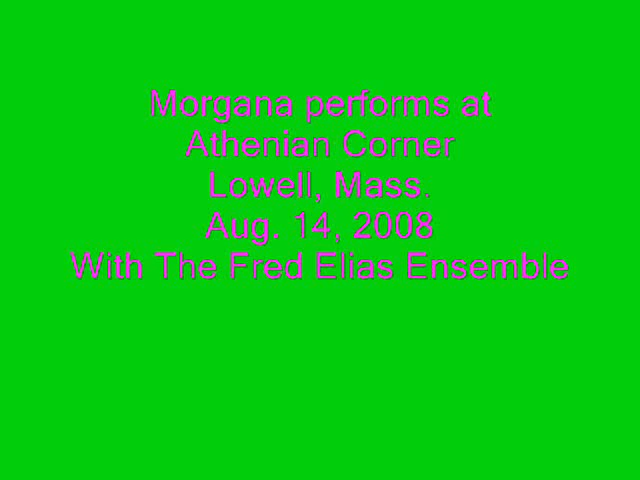 Morgana performs at
Athenian Corner
Lowell, Mass.
Aug. 14, 2008
With The Fred Elias Ensemble